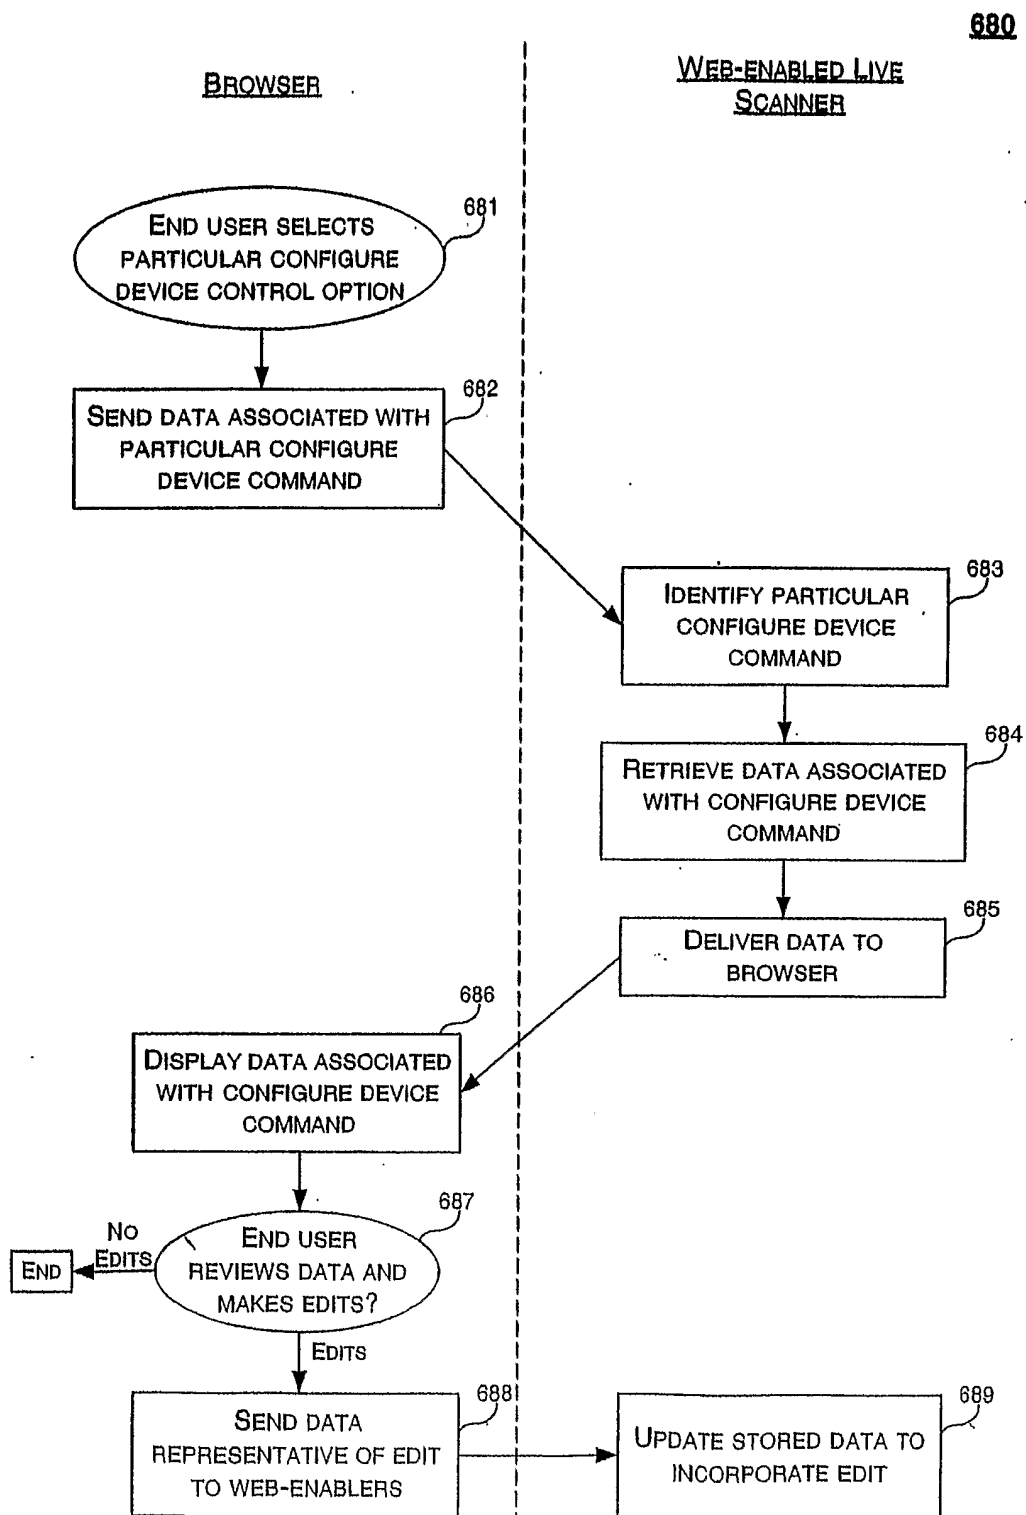 680
BROWSER
WEB-ENABLED LIVE
SCANNER
681
END USER SELECTS
PARTICULAR CONFIGURE
DEVICE CONTROL OPTION
682
SEND DATA ASSOCIATED WITH
PARTICULAR CONFIGURE
DEVICE COMMAND
683
IDENTIFY PARTICULAR
CONFIGURE DEVICE
COMMAND
684
RETRIEVE DATA ASSOCIATED
WITH CONFIGURE DEVICE
COMMAND
685
DELIVER DATA TO
BROWSER
686
DISPLAY DATA ASSOCIATED
WITH CONFIGURE DEVICE
COMMAND
687
END USER
REVIEWS DATA AND
MAKES EDITS?
NO
EDITS
END
EDITS
688
SEND DATA
REPRESENTATIVE OF EDIT
TO WEB-ENABLERS
689
UPDATE STORED DATA TO
INCORPORATE EDIT